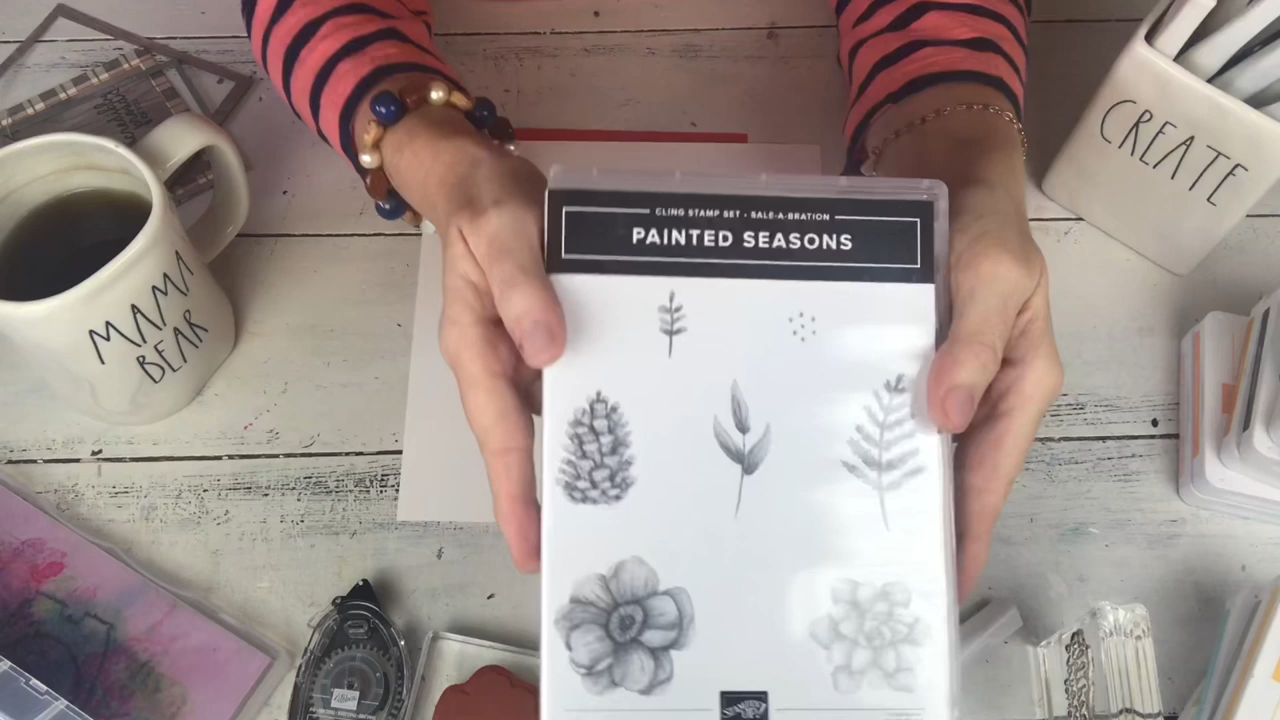 CLING STAMP SET • SALE-A-BRATION
PAINTED SEASONS
MAMA
BEAR
CREATE